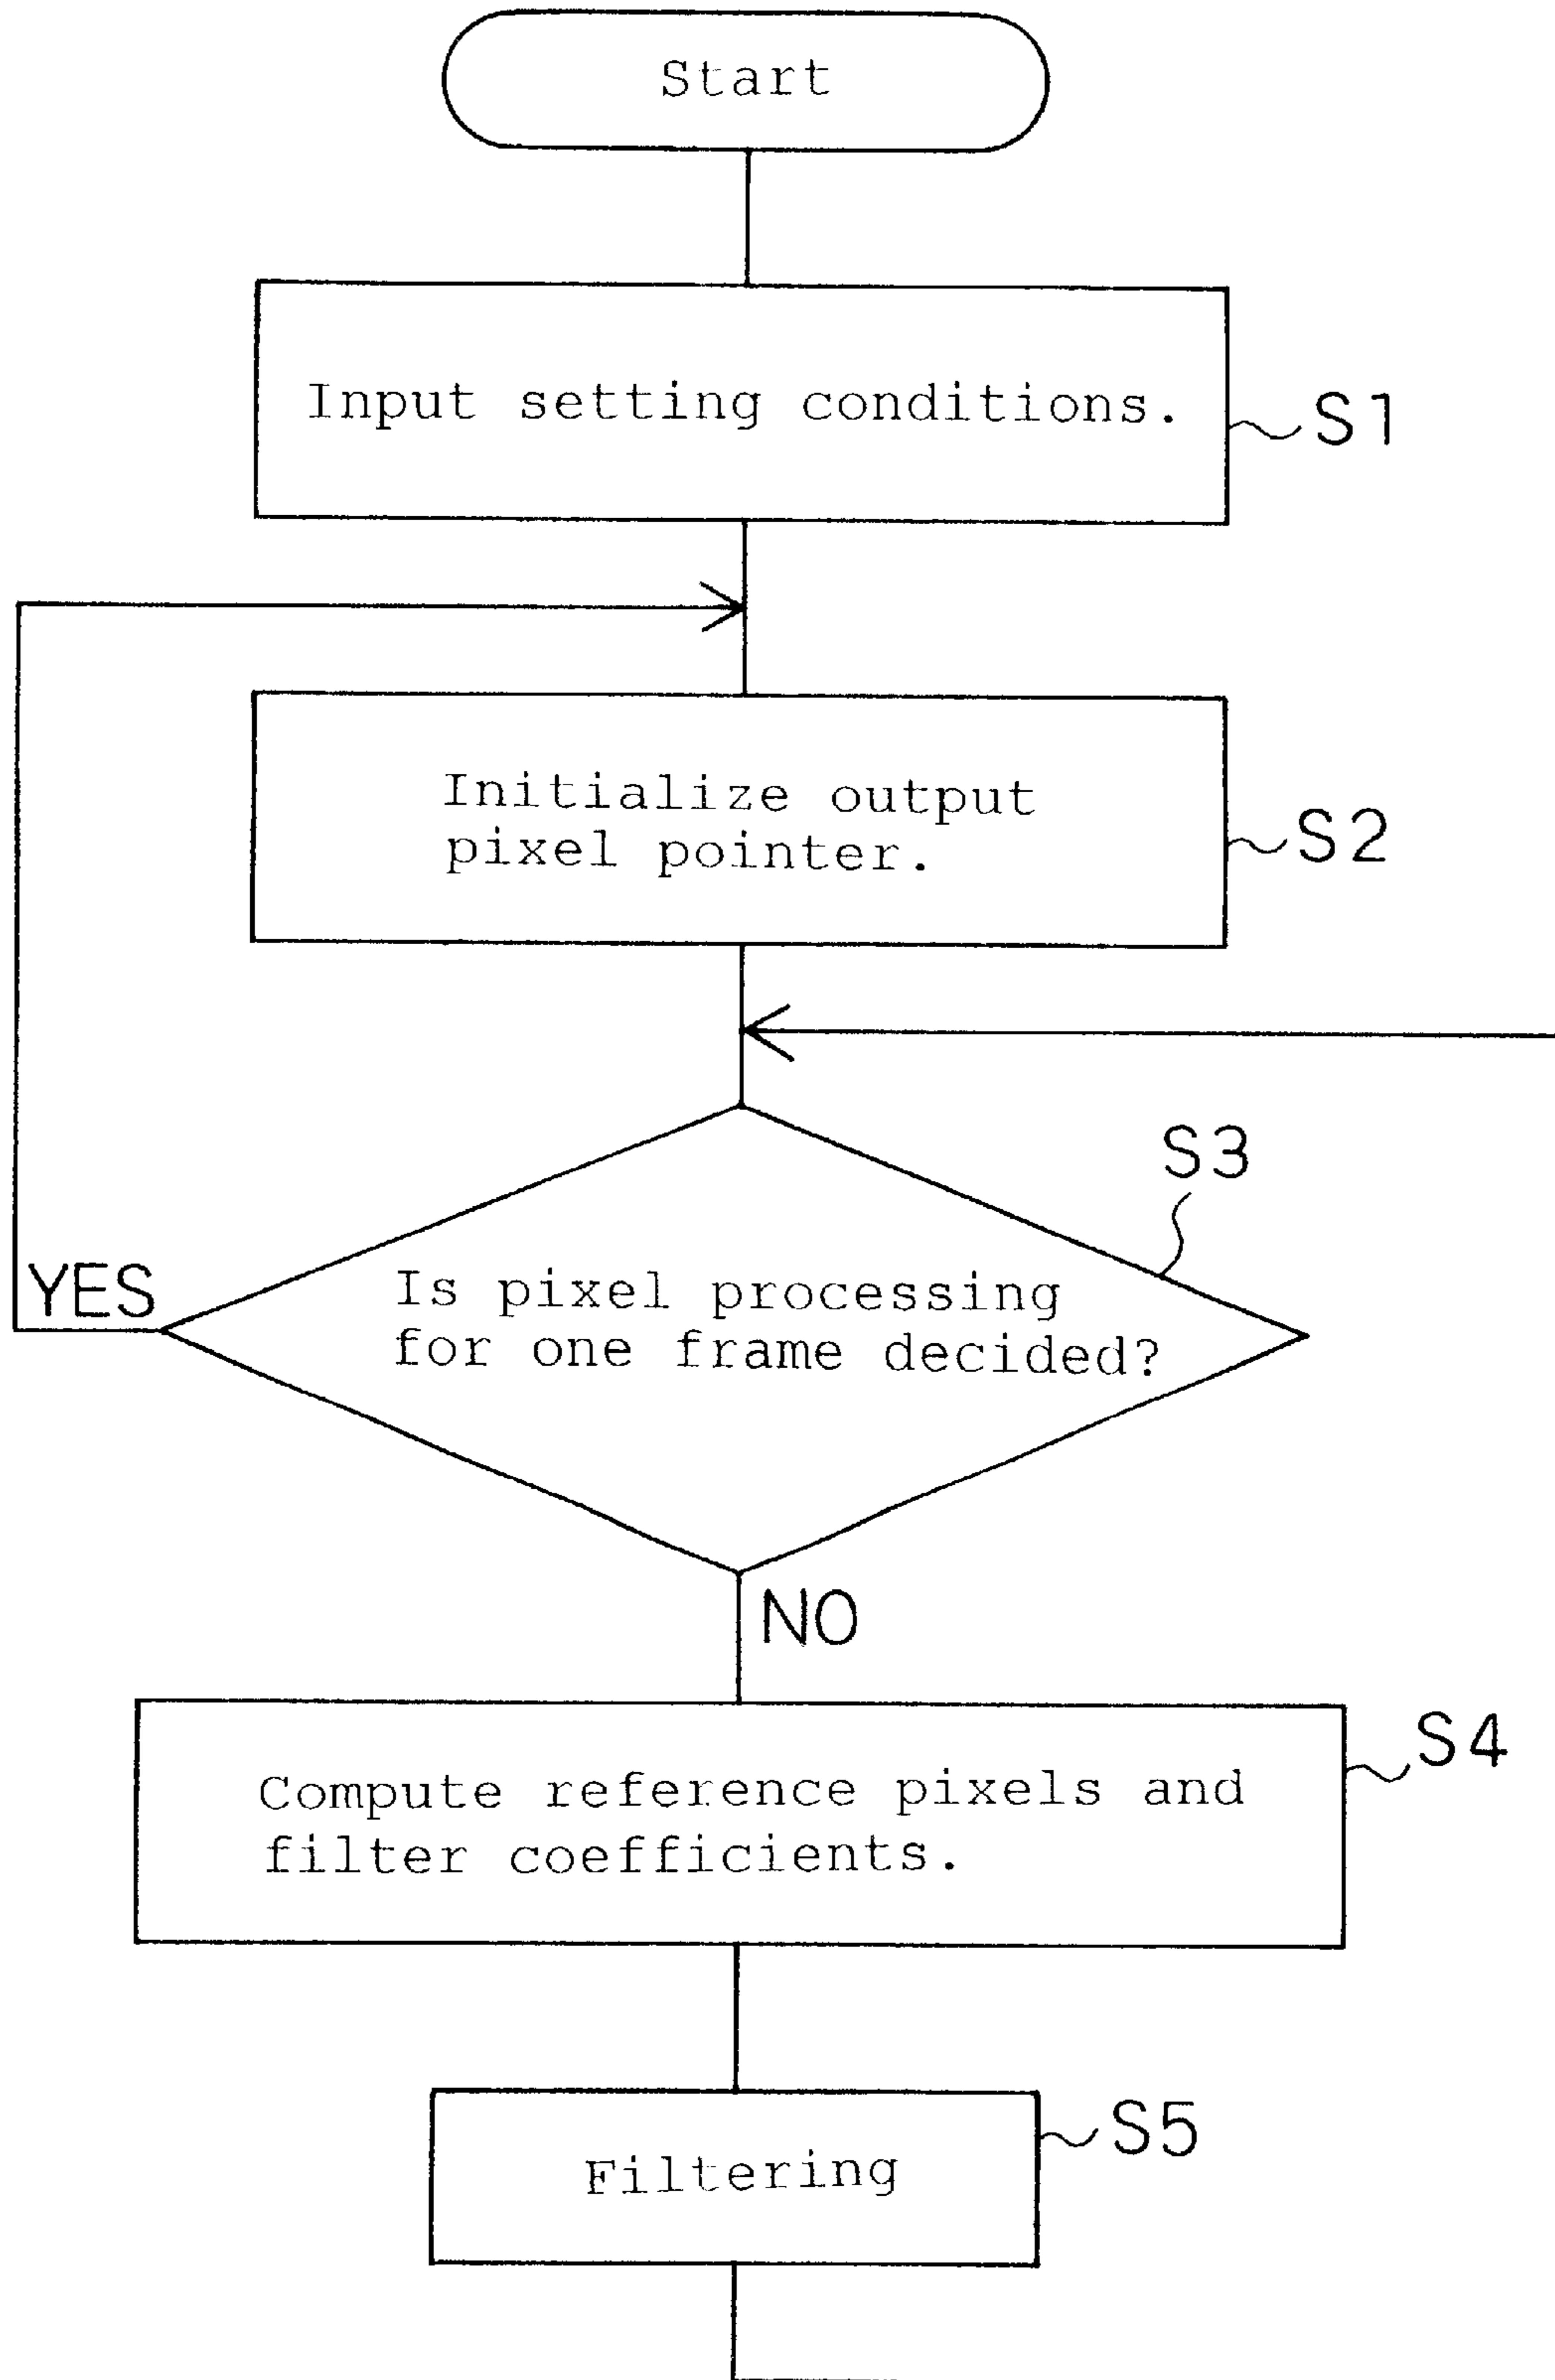 Start
Input setting conditions.
S1
Initialize output
pixel pointer.
S2
S3
Is pixel processing
for one frame decided?
YES
NO
Compute reference pixels and
filter coefficients.
S4
Filtering
S5